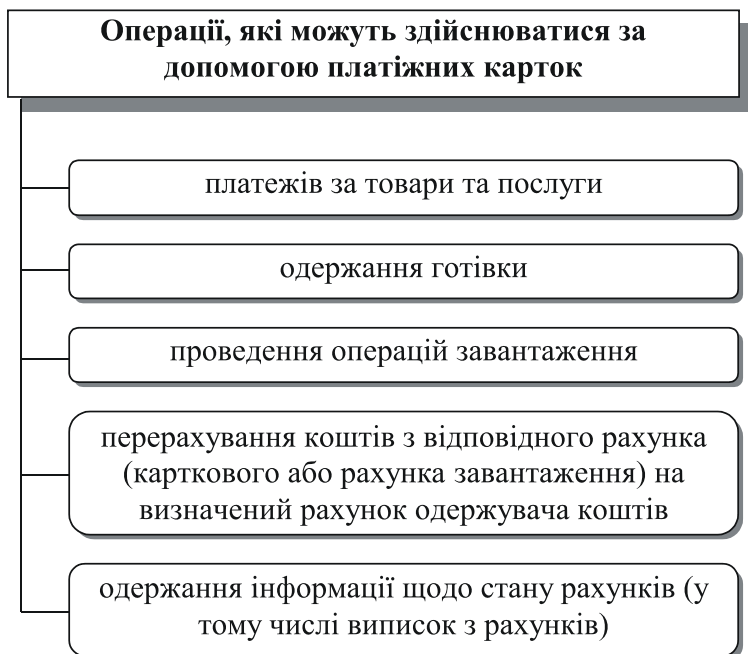 Операції, які можуть здійснюватися за
допомогою платіжних карток
платежів за товари та послуги
одержання готівки
проведення операцій завантаження
перерахування коштів з відповідного рахунка
(карткового або рахунка завантаження) на
визначений рахунок одержувача коштів
одержання інформації щодо стану рахунків (у
тому числі виписок з рахунків)